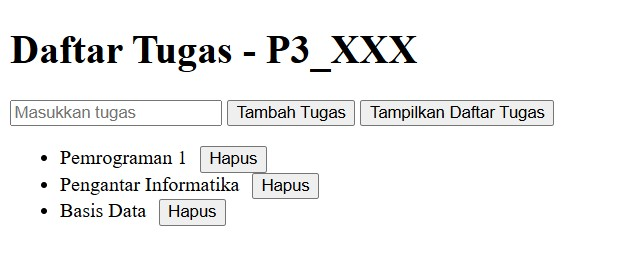 Daftar Tugas - P3_XXX
Masukkan tugas Tambah Tugas Tampilkan Daftar Tugas
Pemrograman 1 Hapus
Pengantar Informatika Hapus
Basis Data Hapus